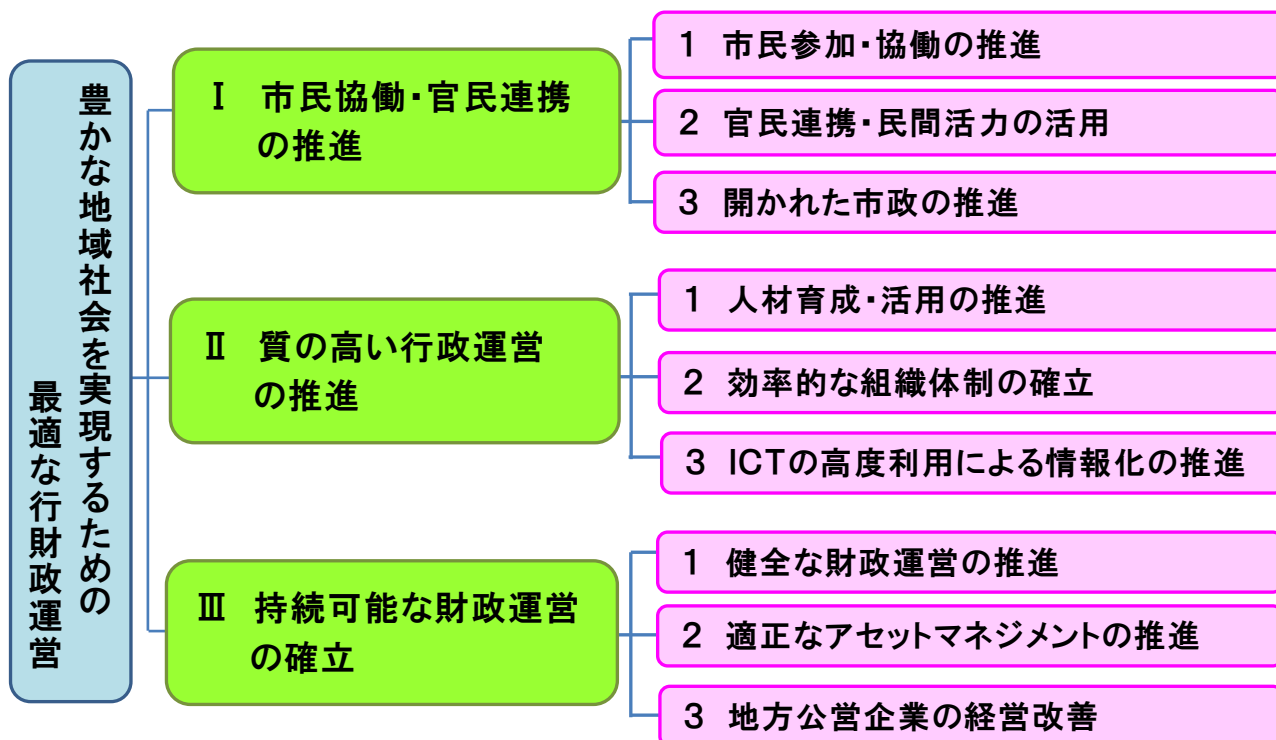 豊かな地域社会を実現するための
最適な行財政運営
Ⅰ 市民協働・官民連携
の推進
1 市民参加・協働の推進
2 官民連携・民間活力の活用
3 開かれた市政の推進
Ⅱ 質の高い行政運営
の推進
1 人材育成・活用の推進
2 効率的な組織体制の確立
3 ICTの高度利用による情報化の推進
Ⅲ 持続可能な財政運営
の確立
1 健全な財政運営の推進
2 適正なアセットマネジメントの推進
3 地方公営企業の経営改善